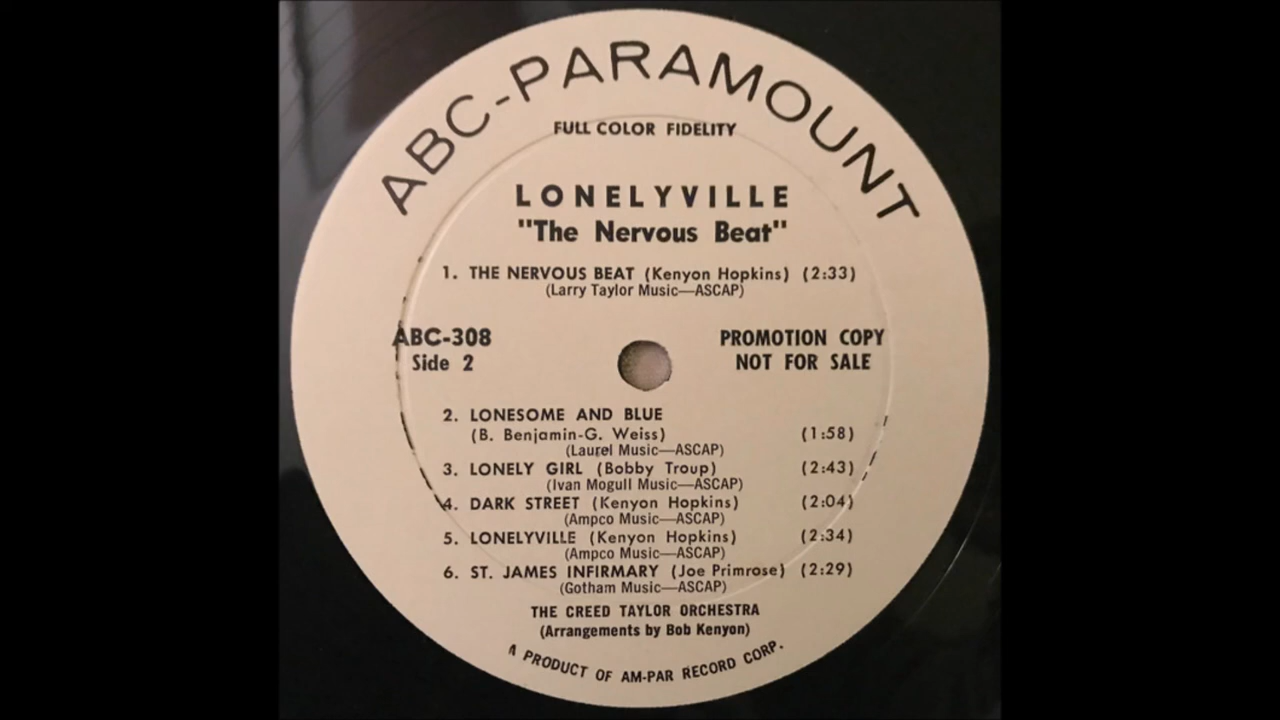 ABC-PARAMOUNT
FULL COLOR FIDELITY
LONELYVILLE
"The Nervous Beat"
1. THE NERVOUS BEAT (Kenyon Hopkins) (2:33)
(Larry Taylor Music—ASCAP)
ABC-308
Side 2
PROMOTION COPY
NOT FOR SALE
2. LONESOME AND BLUE
(B. Benjamin-G. Weiss) (1:58)
(Laurel Music—ASCAP)
3. LONELY GIRL (Bobby Troup) (2:43)
(Ivan Mogull Music—ASCAP)
4. DARK STREET (Kenyon Hopkins) (2:04)
(Ampco Music—ASCAP)
5. LONELYVILLE (Kenyon Hopkins) (2:34)
(Ampco Music—ASCAP)
6. ST. JAMES INFIRMARY (Joe Primrose) (2:29)
(Gotham Music—ASCAP)
THE CREED TAYLOR ORCHESTRA
(Arrangements by Bob Kenyon)
A PRODUCT OF AM-PAR RECORD CORP.